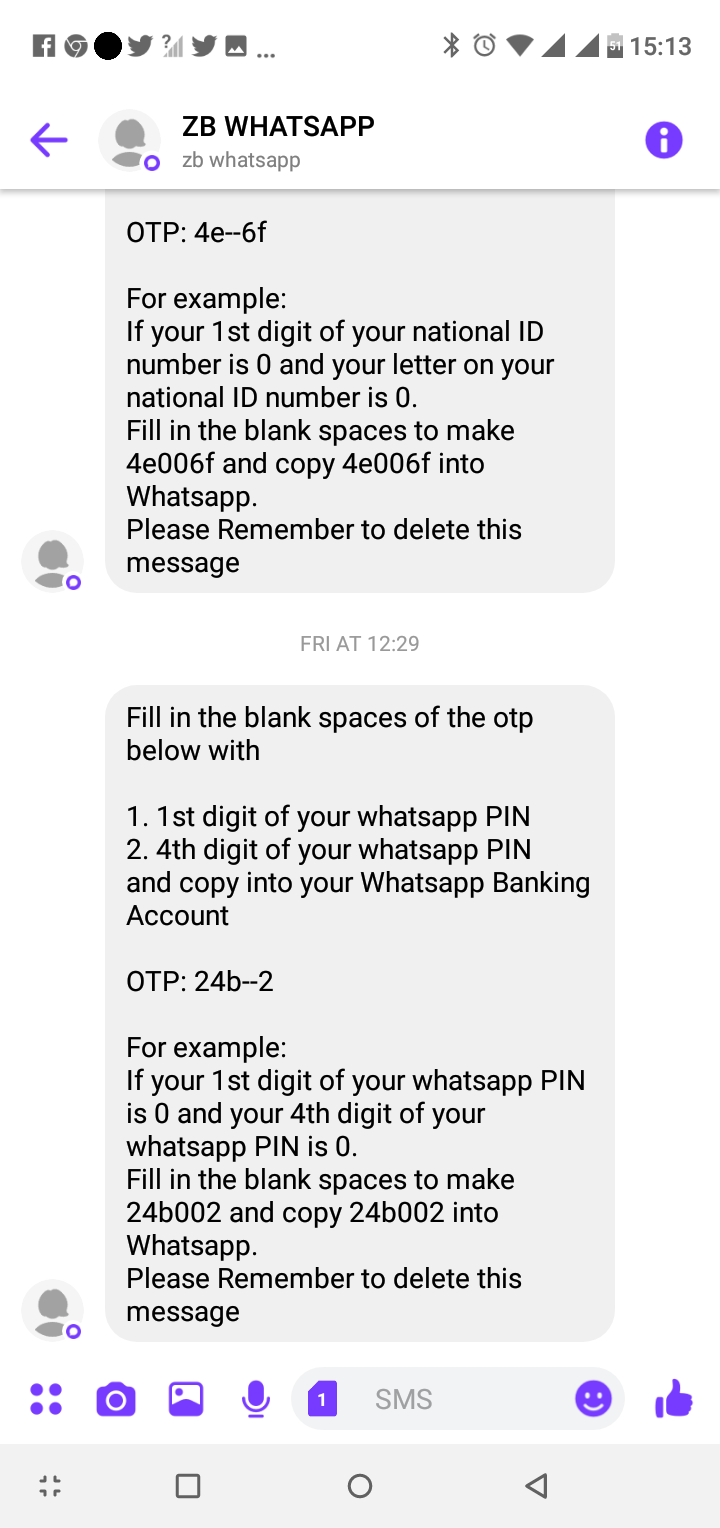 51 15:13
ZB WHATSAPP
zb whatsapp
OTP: 4e--6f
For example:
If your 1st digit of your national ID
number is 0 and your letter on your
national ID number is 0.
Fill in the blank spaces to make
4e006f and copy 4e006f into
Whatsapp.
Please Remember to delete this
message
FRI AT 12:29
Fill in the blank spaces of the otp
below with
1. 1st digit of your whatsapp PIN
2. 4th digit of your whatsapp PIN
and copy into your Whatsapp Banking
Account
OTP: 24b--2
For example:
If your 1st digit of your whatsapp PIN
is 0 and your 4th digit of your
whatsapp PIN is 0.
Fill in the blank spaces to make
24b002 and copy 24b002 into
Whatsapp.
Please Remember to delete this
message
1 SMS